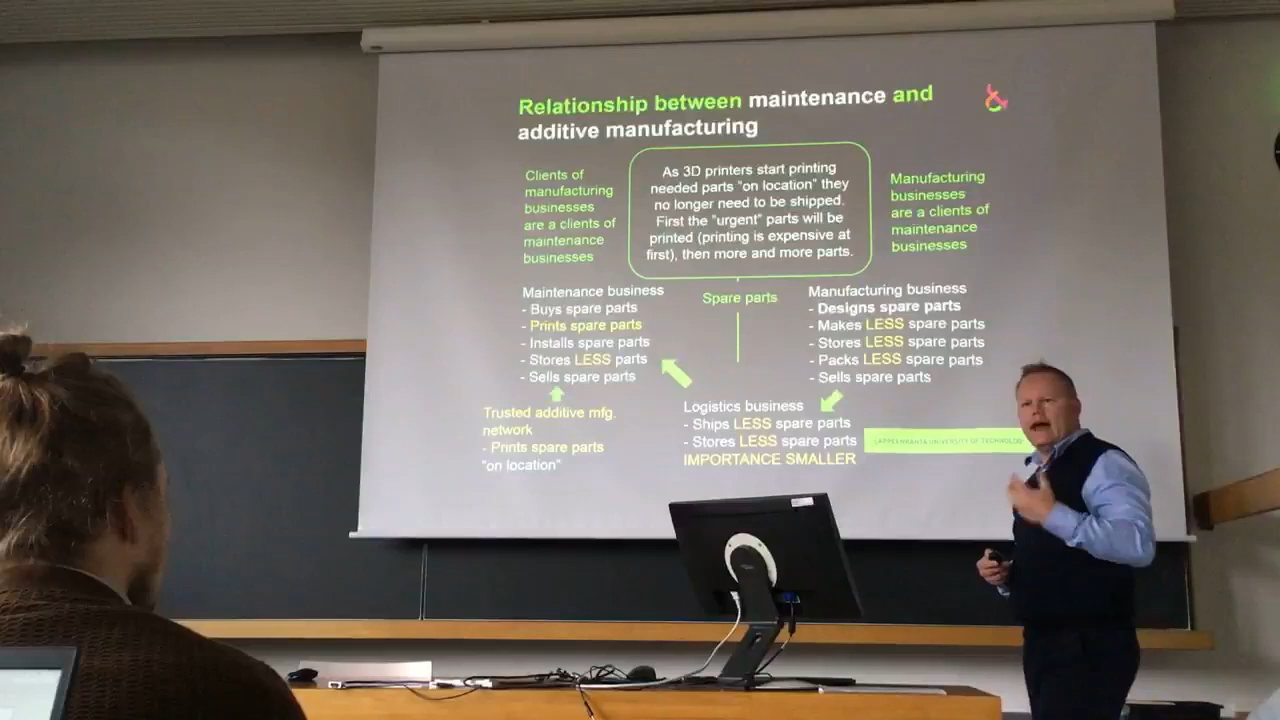 Relationship between maintenance and
additive manufacturing
Clients of
manufacturing
businesses
are a clients of
maintenance
businesses
As 3D printers start printing
needed parts "on location" they
no longer need to be shipped.
First the "urgent" parts will be
printed (printing is expensive at
first), then more and more parts.
Manufacturing
businesses
are a clients of
maintenance
businesses
Maintenance business
- Buys spare parts
- Prints spare parts
- Installs spare parts
- Stores LESS parts
- Sells spare parts
Spare parts
Manufacturing business
- Designs spare parts
- Makes LESS spare parts
- Stores LESS spare parts
- Packs LESS spare parts
- Sells spare parts
Trusted additive mfg.
network
- Prints spare parts
"on location"
Logistics business
- Ships LESS spare parts
- Stores LESS spare parts
IMPORTANCE SMALLER
LAPPEENRANTA UNIVERSITY OF TECHNOLOG